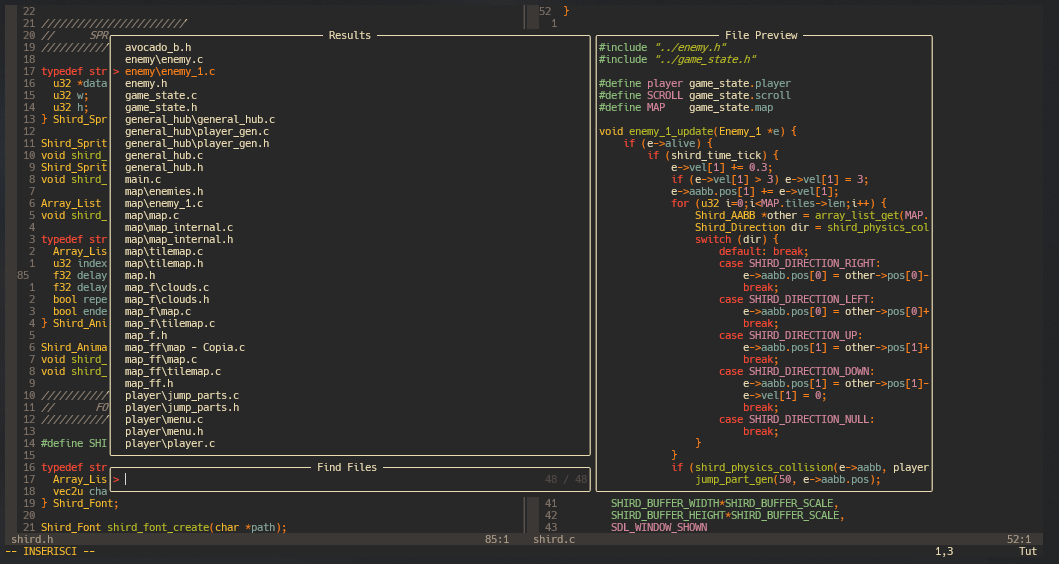 22
21 ////////////////////////
20 //      SPR
19 ///////////
18
17 typedef str
16   u32 *data
15   u32 w;
14   u32 h;
13 } Shird_Spr
12
11 Shird_Sprit
10 void shird_
9 Shird_Sprit
8 void shird_
7
6 Array_List
5 void shird_
4
3 typedef str
2   Array_Lis
1   u32 index
85   f32 delay
1   f32 delay
2   bool repe
3   bool ende
4 } Shird_Ani
5
6 Shird_Anima
7 void shird_
8 void shird_
9
10 ///////////
11 //       FO
12 ///////////
13
14 #define SHI
15
16 typedef str
17   Array_Lis
18   vec2u cha
19 } Shird_Font;
20
21 Shird_Font shird_font_create(char *path);
shird.h 85:1
-- INSERISCI --
Results
avocado_b.h
enemy\enemy.c
> enemy\enemy_1.c
enemy.h
game_state.c
game_state.h
general_hub\general_hub.c
general_hub\player_gen.c
general_hub\player_gen.h
general_hub.c
general_hub.h
main.c
map\enemies.h
map\enemy_1.c
map\map.c
map\map_internal.c
map\map_internal.h
map\tilemap.c
map\tilemap.h
map.h
map_f\clouds.c
map_f\clouds.h
map_f\map.c
map_f\tilemap.c
map_f.h
map_ff\map - Copia.c
map_ff\map.c
map_ff\tilemap.c
map_ff.h
player\jump_parts.c
player\jump_parts.h
player\menu.c
player\menu.h
player\player.c
Find Files
> 48 / 48
52 }
1
File Preview
#include "../enemy.h"
#include "../game_state.h"
#define player game_state.player
#define SCROLL game_state.scroll
#define MAP    game_state.map
void enemy_1_update(Enemy_1 *e) {
    if (e->alive) {
        if (shird_time_tick) {
            e->vel[1] += 0.3;
            if (e->vel[1] > 3) e->vel[1] = 3;
            e->aabb.pos[1] += e->vel[1];
            for (u32 i=0;i<MAP.tiles->len;i++) {
                Shird_AABB *other = array_list_get(MAP.
                Shird_Direction dir = shird_physics_col
                switch (dir) {
                    default: break;
                    case SHIRD_DIRECTION_RIGHT:
                        e->aabb.pos[0] = other->pos[0]-
                        break;
                    case SHIRD_DIRECTION_LEFT:
                        e->aabb.pos[0] = other->pos[0]+
                        break;
                    case SHIRD_DIRECTION_UP:
                        e->aabb.pos[1] = other->pos[1]+
                        break;
                    case SHIRD_DIRECTION_DOWN:
                        e->aabb.pos[1] = other->pos[1]-
                        e->vel[1] = 0;
                        break;
                    case SHIRD_DIRECTION_NULL:
                        break;
                }
            }
            if (shird_physics_collision(e->aabb, player
                jump_part_gen(50, e->aabb.pos);
41   SHIRD_BUFFER_WIDTH*SHIRD_BUFFER_SCALE,
42   SHIRD_BUFFER_HEIGHT*SHIRD_BUFFER_SCALE,
43   SDL_WINDOW_SHOWN
shird.c 52:1
1,3 Tut